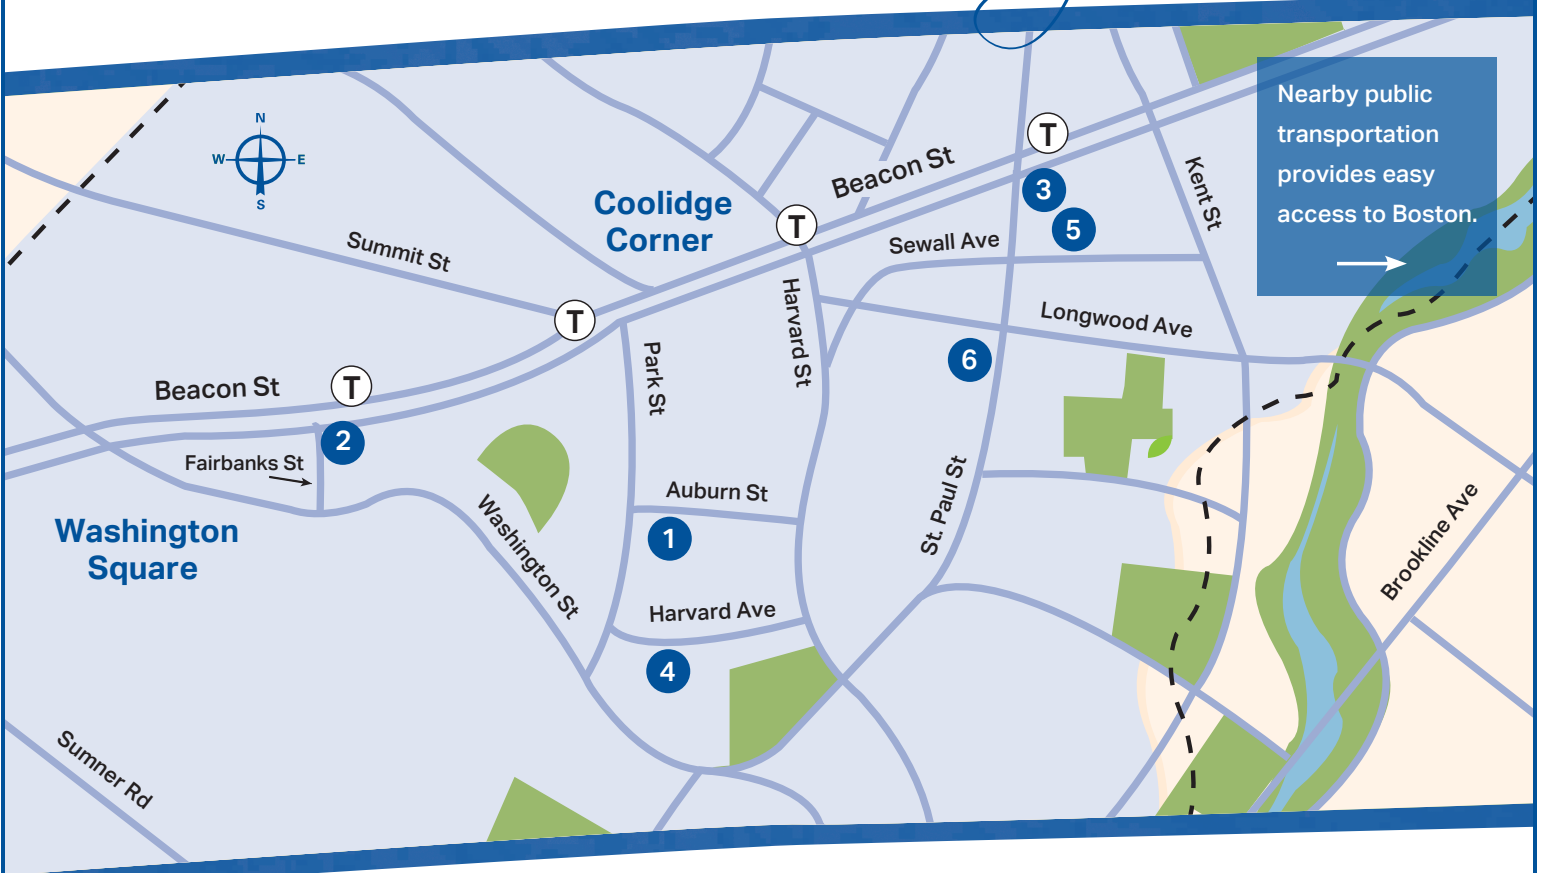 Nearby public
transportation
provides easy
access to Boston.
N
W
E
S
T
Beacon St
Kent St
3
Coolidge
Corner
T
5
Sewall Ave
Summit St
Harvard St
T
Longwood Ave
Park St
6
Beacon St
T
2
Fairbanks St
Washington
Square
Washington St
Auburn St
1
St. Paul St
Brookline Ave
Harvard Ave
4
Sumner Rd